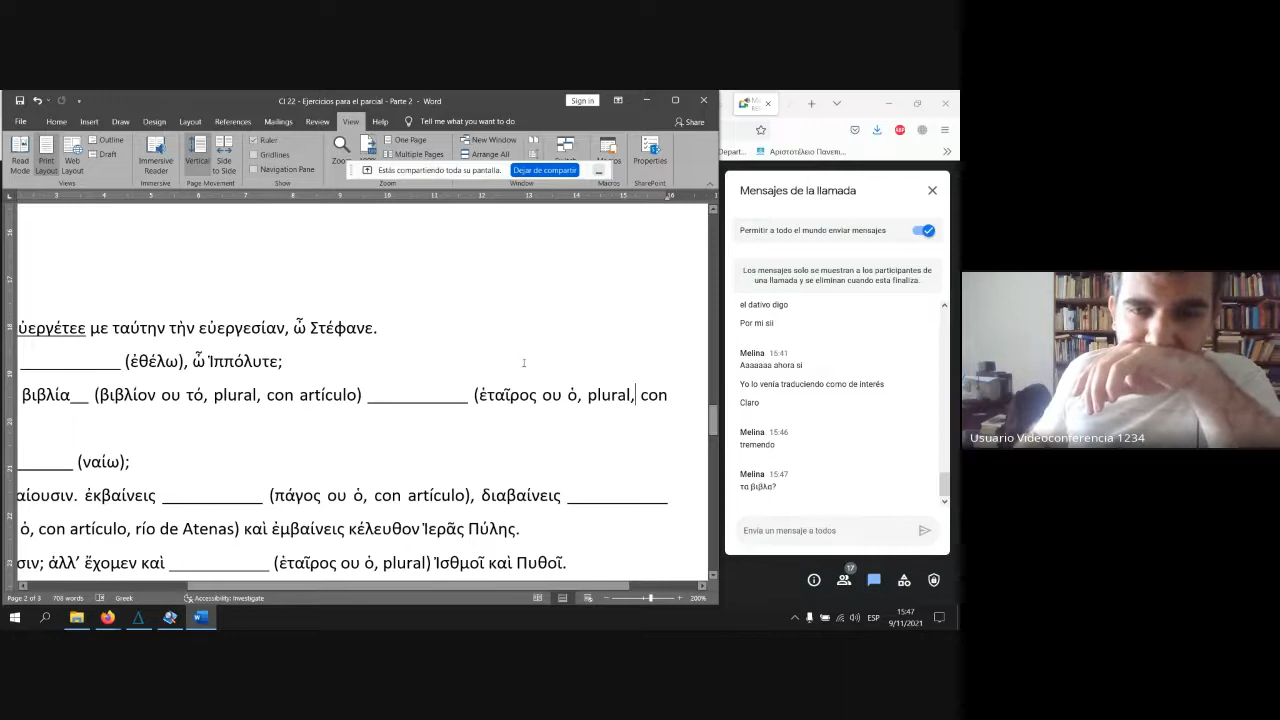 CI 22 - Ejercicios para el parcial - Parte 2 - Word
Sign in
File Home Insert Draw Design Layout References Mailings Review View Help Tell me what you want to do
Share
Read Mode
Print Layout
Web Layout
Outline
Draft
Views
Immersive Reader
Immersive
Vertical
Side to Side
Page Movement
Ruler
Gridlines
Navigation Pane
Show
Zoom
One Page
Multiple Pages
Zoom
New Window
Arrange All
Window
Macros
Macros
Properties
SharePoint
Estás compartiendo toda su pantalla.
Dejar de compartir
ὐεργέτεε με ταύτην τὴν εὐεργεσίαν, ὦ Στέφανε.
___________ (ἐθέλω), ὦ Ἱππόλυτε;
βιβλία__ (βιβλίον ου τό, plural, con artículo) ___________ (ἑταῖρος ου ὁ, plural, con
______ (ναίω);
αίουσιν. ἐκβαίνεις ___________ (πάγος ου ὁ, con artículo), διαβαίνεις ___________
ὁ, con artículo, río de Atenas) καὶ ἐμβαίνεις κέλευθον Ἱερᾶς Πύλης.
σιν; ἀλλ’ ἔχομεν καὶ ___________ (ἑταῖρος ου ὁ, plural) Ἰσθμοῖ καὶ Πυθοῖ.
Page 2 of 3 708 words Greek Accessibility: Investigate 200%
Depart... Αριστοτέλειο Πανεπι...
Mensajes de la llamada
Permitir a todo el mundo enviar mensajes
Los mensajes solo se muestran a los participantes de
una llamada y se eliminan cuando esta finaliza.
el dativo digo
Por mi sii
Melina 15:41
Aaaaaaa ahora si
Yo lo venia traduciendo como de interés
Claro
Melina 15:46
tremendo
Melina 15:47
τα βιβλα?
Envía un mensaje a todos
17
ESP
15:47
9/11/2021
Usuario Videoconferencia 1234